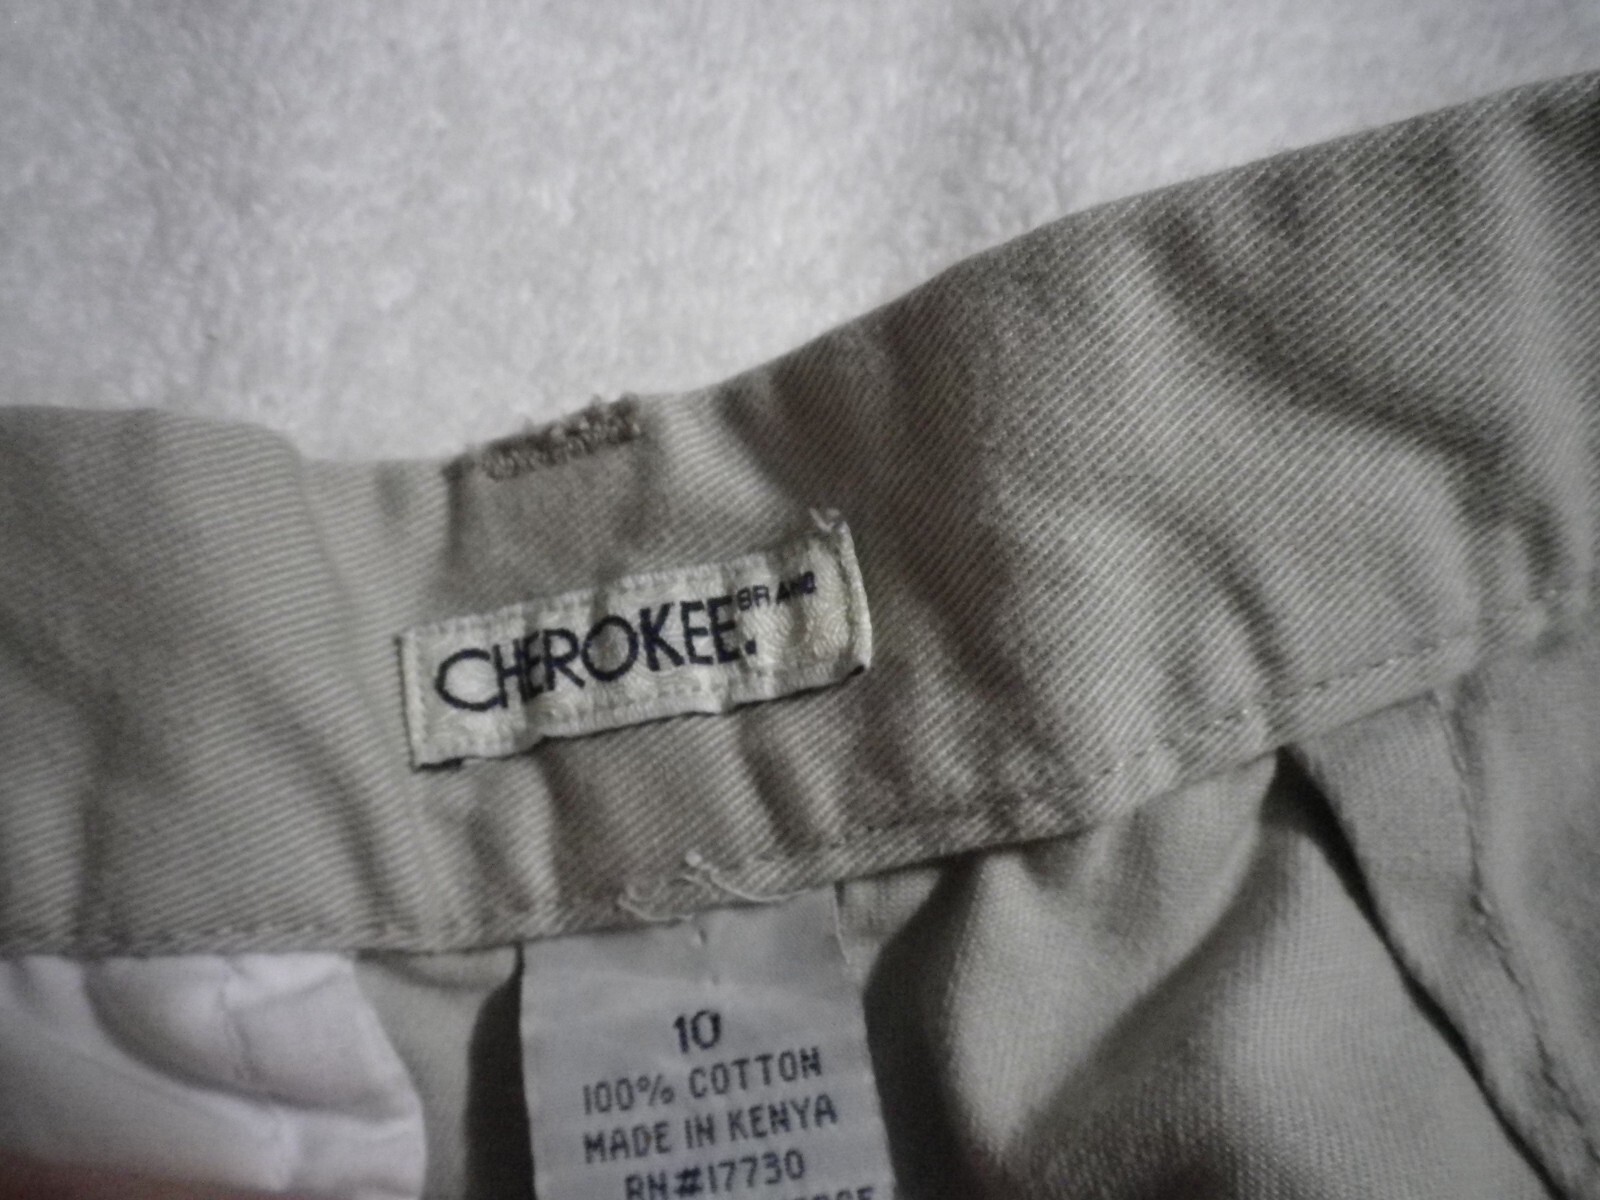 CHEROKEE. BRAND
10
100% COTTON
MADE IN KENYA
RN#17730